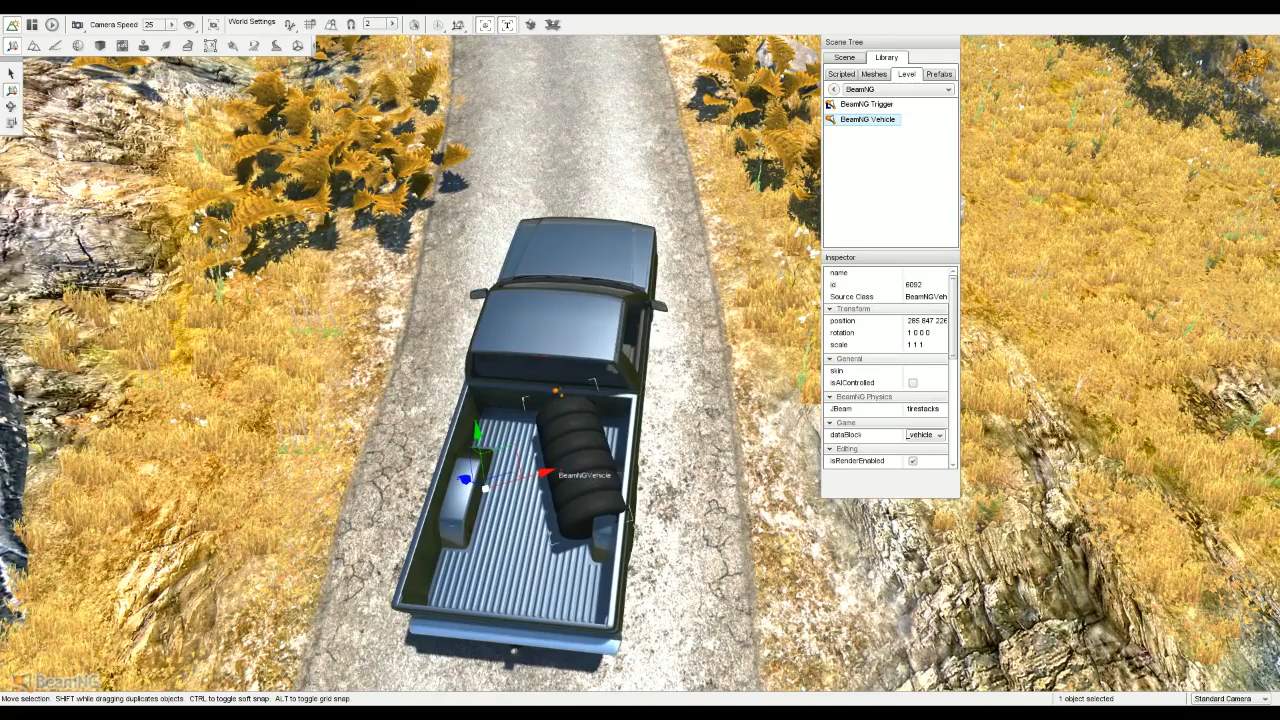 Camera Speed 25 World Settings 2
Scene Tree
Scene Library
Scripted Meshes Level Prefabs
BeamNG
BeamNG Trigger
BeamNG Vehicle
Inspector
name
id 6092
Source Class BeamNGVeh
Transform
position 285.847 226
rotation 1 0 0 0
scale 1 1 1
General
skin
isAIControlled
BeamNG Physics
JBeam tirestacks
Game
dataBlock _vehicle
Editing
isRenderEnabled
BeamNGVehicle
BeamNG
Move selection. SHIFT while dragging duplicates objects. CTRL to toggle soft snap. ALT to toggle grid snap. 1 object selected Standard Camera